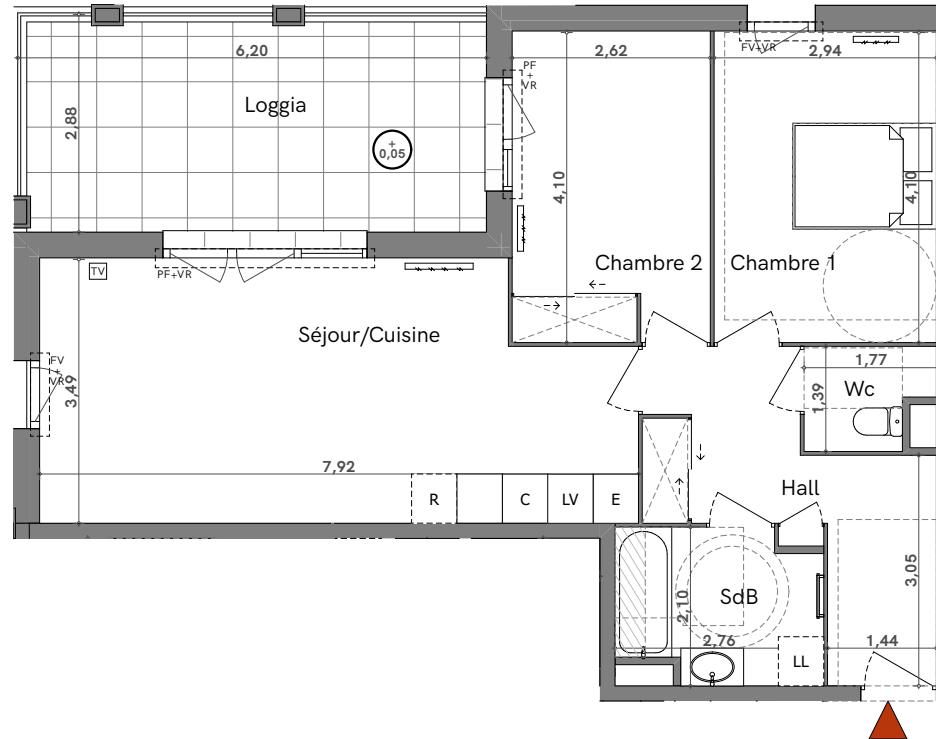 6,20
2,62
FV+VR
2,94
PF
+
VR
Loggia
2,88
+
0,05
4,10
4,10
Chambre 2
Chambre 1
TV
PF+VR
Séjour/Cuisine
FV
+
VR
3,49
1,77
Wc
1,39
7,92
R
C
LV
E
Hall
3,05
SdB
2,10
2,76
1,44
LL